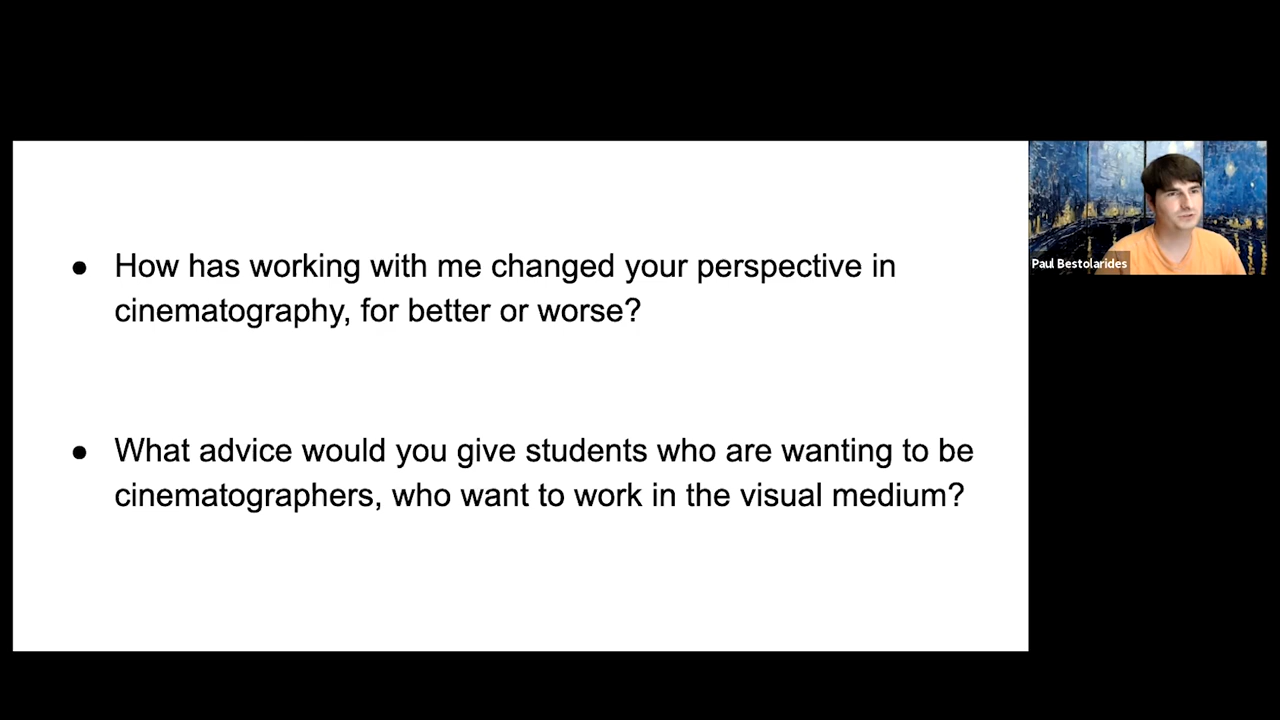 ● How has working with me changed your perspective in
cinematography, for better or worse?
● What advice would you give students who are wanting to be
cinematographers, who want to work in the visual medium?
Paul Bestolarides